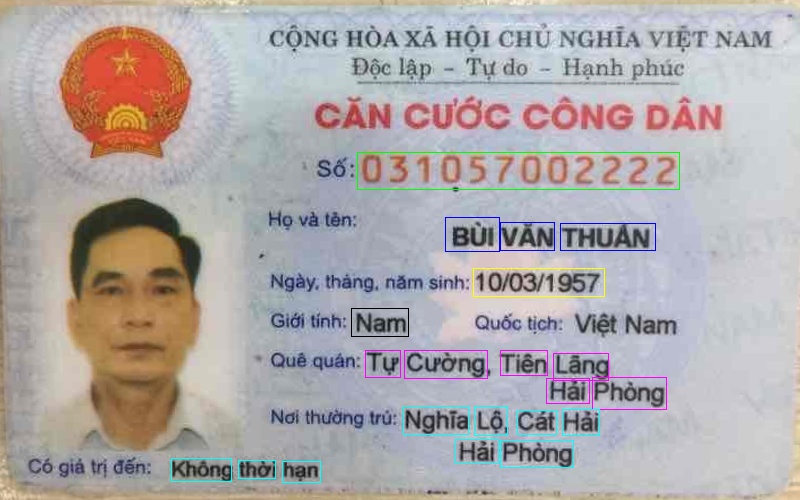 CỘNG HÒA XÃ HỘI CHỦ NGHĨA VIỆT NAM
Độc lập - Tự do - Hạnh phúc
CĂN CƯỚC CÔNG DÂN
Số: 031057002222
Họ và tên:
BÙI VĂN THUÂN
Ngày, tháng, năm sinh: 10/03/1957
Giới tính: Nam Quốc tịch: Việt Nam
Quê quán: Tự Cường, Tiên Lãng
Hải Phòng
Nơi thường trú: Nghĩa Lộ, Cát Hải
Hải Phòng
Có giá trị đến: Không thời hạn